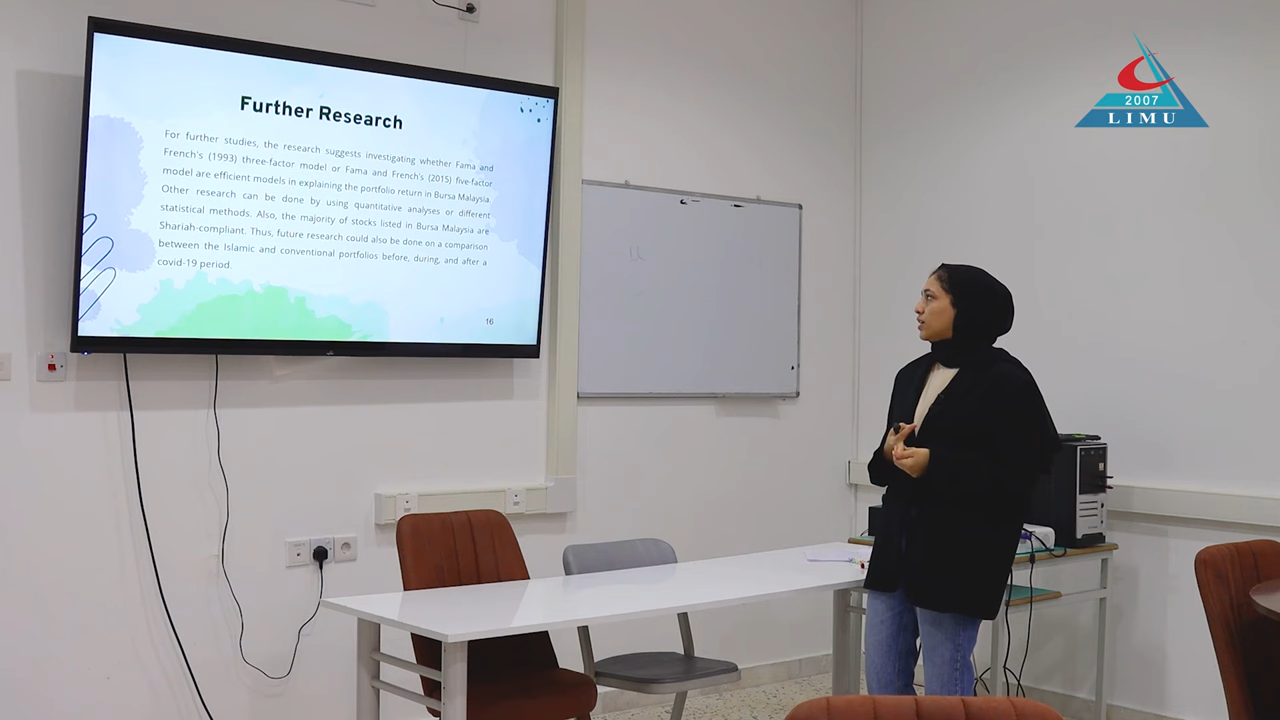 Further Research
For further studies, the research suggests investigating whether Fama and
French's (1993) three-factor model or Fama and French's (2015) five-factor
model are efficient models in explaining the portfolio return in Bursa Malaysia.
Other research can be done by using quantitative analyses or different
statistical methods. Also, the majority of stocks listed in Bursa Malaysia are
Shariah-compliant. Thus, future research could also be done on a comparison
between the Islamic and conventional portfolios before, during, and after a
covid-19 period.
16
2007
LIMU